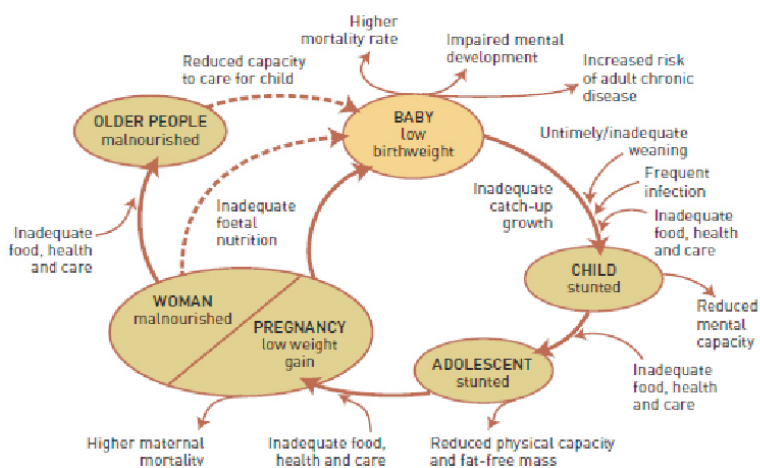 Higher
mortality rate
Impaired mental
development
Increased risk
of adult chronic
disease
Reduced capacity
to care for child
OLDER PEOPLE
malnourished
BABY
low
birthweight
Untimely/inadequate
weaning
Frequent
infection
Inadequate
food, health
and care
Inadequate
catch-up
growth
Inadequate
foetal
nutrition
Inadequate
food, health
and care
CHILD
stunted
Reduced
mental
capacity
WOMAN
malnourished
PREGNANCY
low weight
gain
ADOLESCENT
stunted
Inadequate
food, health
and care
Higher maternal
mortality
Inadequate food,
health and care
Reduced physical capacity
and fat-free mass